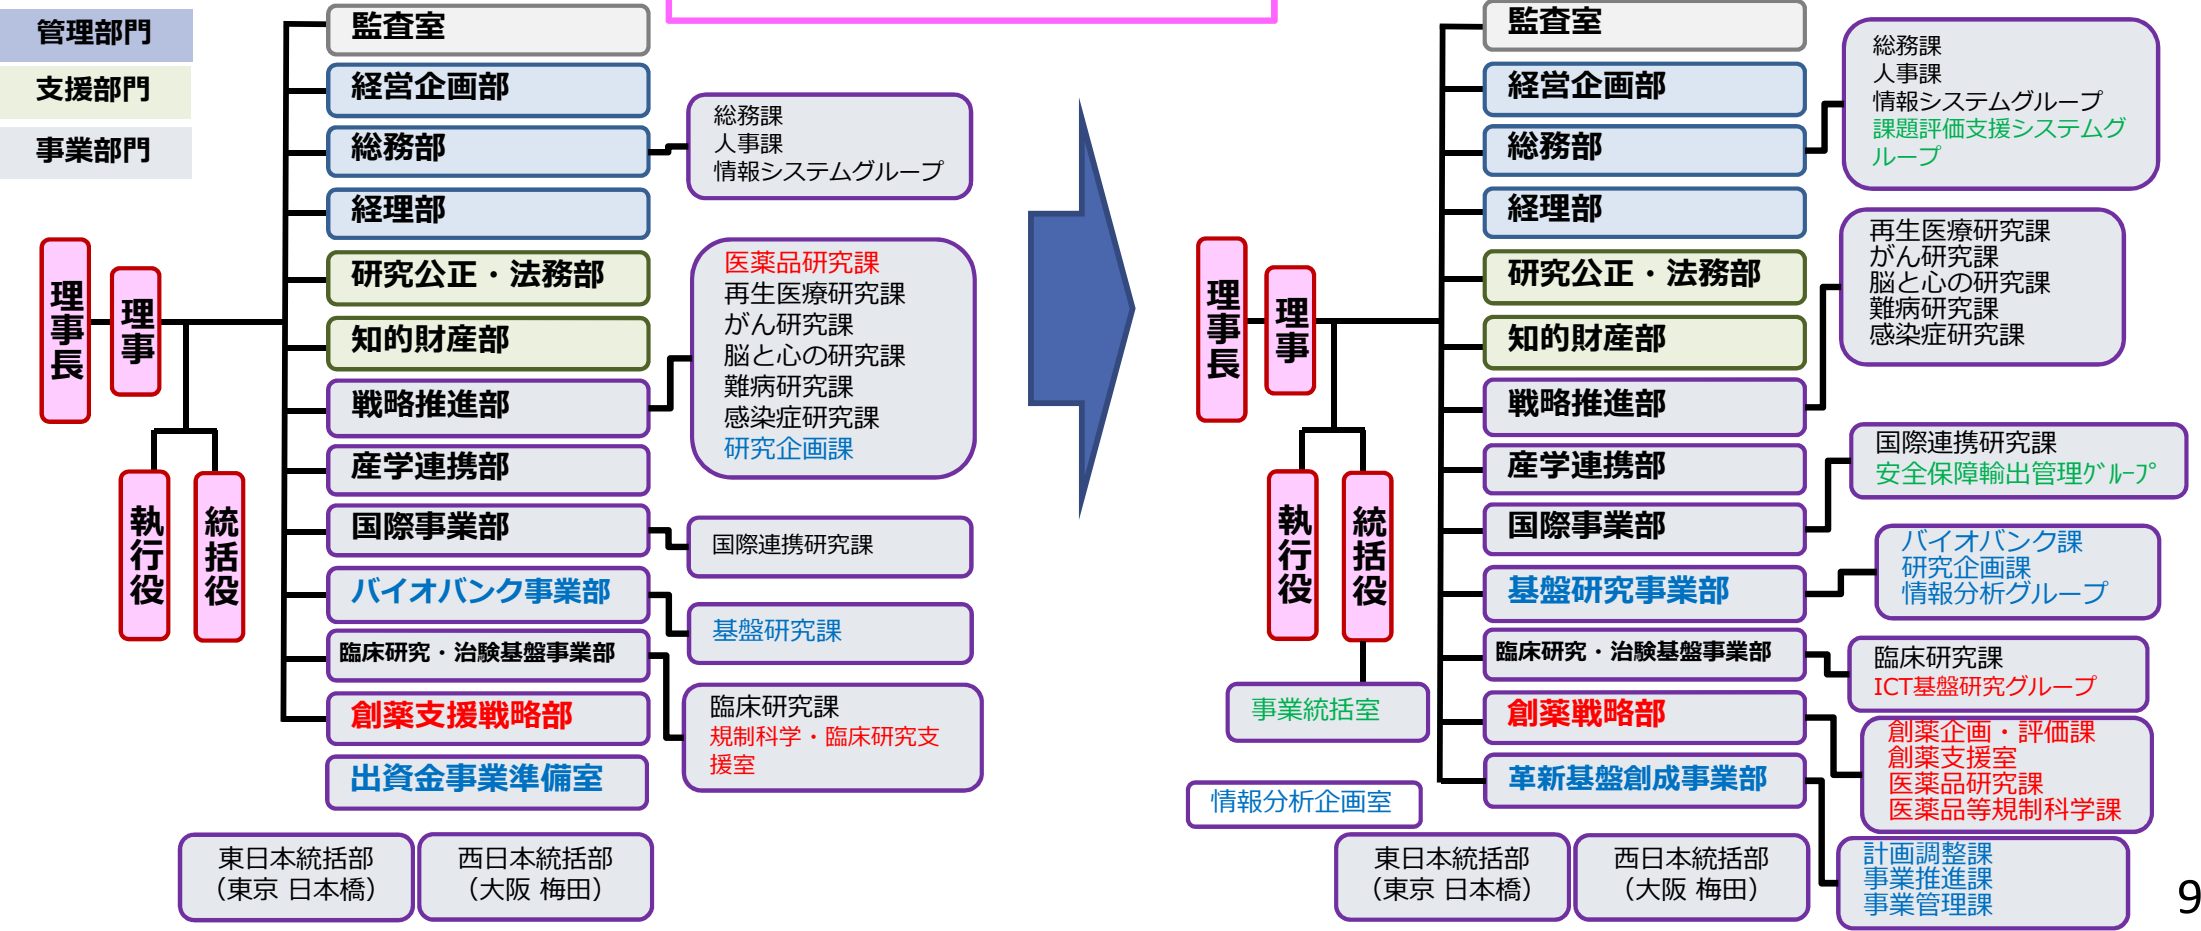 管理部門
支援部門
事業部門
理事長
理事
執行役
統括役
監査室
経営企画部
総務部
経理部
研究公正・法務部
知的財産部
戦略推進部
産学連携部
国際事業部
バイオバンク事業部
臨床研究・治験基盤事業部
創薬支援戦略部
出資金事業準備室
総務課
人事課
情報システムグループ
医薬品研究課
再生医療研究課
がん研究課
脳と心の研究課
難病研究課
感染症研究課
研究企画課
国際連携研究課
基盤研究課
臨床研究課
規制科学・臨床研究支
援室
東日本統括部
（東京 日本橋）
西日本統括部
（大阪 梅田）
理事長
理事
執行役
統括役
事業統括室
情報分析企画室
監査室
経営企画部
総務部
経理部
研究公正・法務部
知的財産部
戦略推進部
産学連携部
国際事業部
基盤研究事業部
臨床研究・治験基盤事業部
創薬戦略部
革新基盤創成事業部
総務課
人事課
情報システムグループ
課題評価支援システムグ
ループ
再生医療研究課
がん研究課
脳と心の研究課
難病研究課
感染症研究課
国際連携研究課
安全保障輸出管理ｸﾞﾙｰﾌﾟ
バイオバンク課
研究企画課
情報分析グループ
臨床研究課
ICT基盤研究グループ
創薬企画・評価課
創薬支援室
医薬品研究課
医薬品等規制科学課
計画調整課
事業推進課
事業管理課
東日本統括部
（東京 日本橋）
西日本統括部
（大阪 梅田）
9